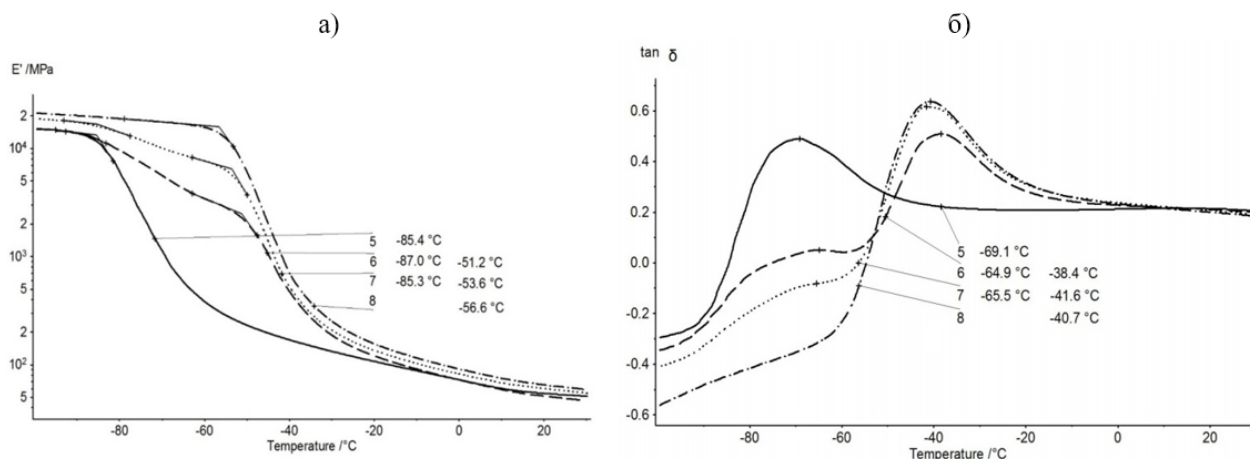 а)
б)
E' /MPa
2
10⁴
5
2
10³
5
2
10²
5
5 -85.4 °C
6 -87.0 °C -51.2 °C
7 -85.3 °C -53.6 °C
8 -56.6 °C
-80 -60 -40 -20 0 20
Temperature /°C
tan δ
0.6
0.4
0.2
0.0
-0.2
-0.4
-0.6
5 -69.1 °C
6 -64.9 °C -38.4 °C
7 -65.5 °C -41.6 °C
8 -40.7 °C
-80 -60 -40 -20 0 20
Temperature /°C